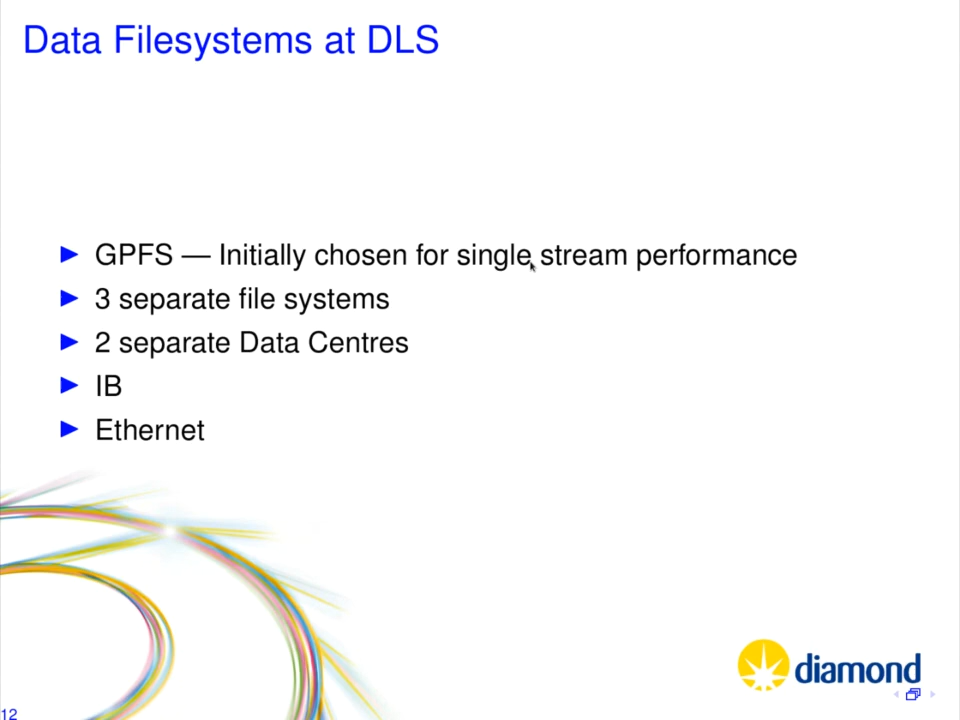 Data Filesystems at DLS
GPFS — Initially chosen for single stream performance
3 separate file systems
2 separate Data Centres
IB
Ethernet
diamond
12